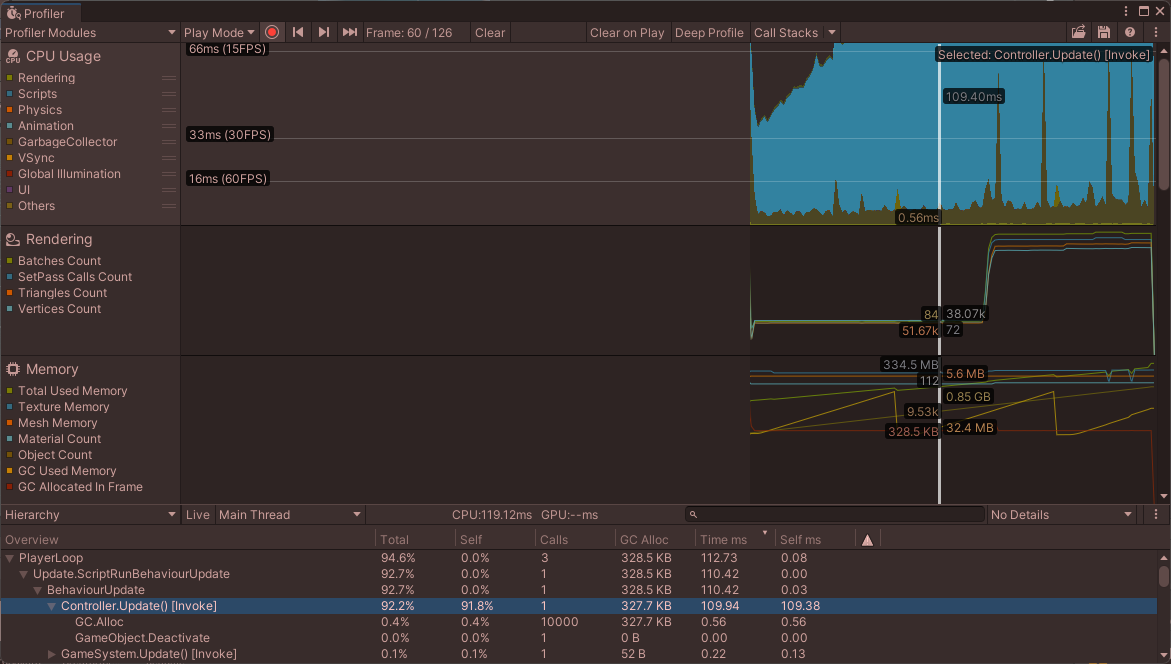 Profiler
Profiler Modules Play Mode Frame: 60 / 126 Clear Clear on Play Deep Profile Call Stacks
CPU Usage
Rendering
Scripts
Physics
Animation
GarbageCollector
VSync
Global Illumination
UI
Others
66ms (15FPS)
33ms (30FPS)
16ms (60FPS)
Selected: Controller.Update() [Invoke]
109.40ms
0.56ms
Rendering
Batches Count
SetPass Calls Count
Triangles Count
Vertices Count
84 38.07k
51.67k 72
Memory
Total Used Memory
Texture Memory
Mesh Memory
Material Count
Object Count
GC Used Memory
GC Allocated In Frame
334.5 MB
112 5.6 MB
0.85 GB
9.53k
328.5 KB 32.4 MB
Hierarchy Live Main Thread CPU:119.12ms GPU:--ms No Details
Overview Total Self Calls GC Alloc Time ms Self ms
PlayerLoop 94.6% 0.0% 3 328.5 KB 112.73 0.08
Update.ScriptRunBehaviourUpdate 92.7% 0.0% 1 328.5 KB 110.42 0.00
BehaviourUpdate 92.7% 0.0% 1 328.5 KB 110.42 0.03
Controller.Update() [Invoke] 92.2% 91.8% 1 327.7 KB 109.94 109.38
GC.Alloc 0.4% 0.4% 10000 327.7 KB 0.56 0.56
GameObject.Deactivate 0.0% 0.0% 1 0 B 0.00 0.00
GameSystem.Update() [Invoke] 0.1% 0.1% 1 52 B 0.22 0.13